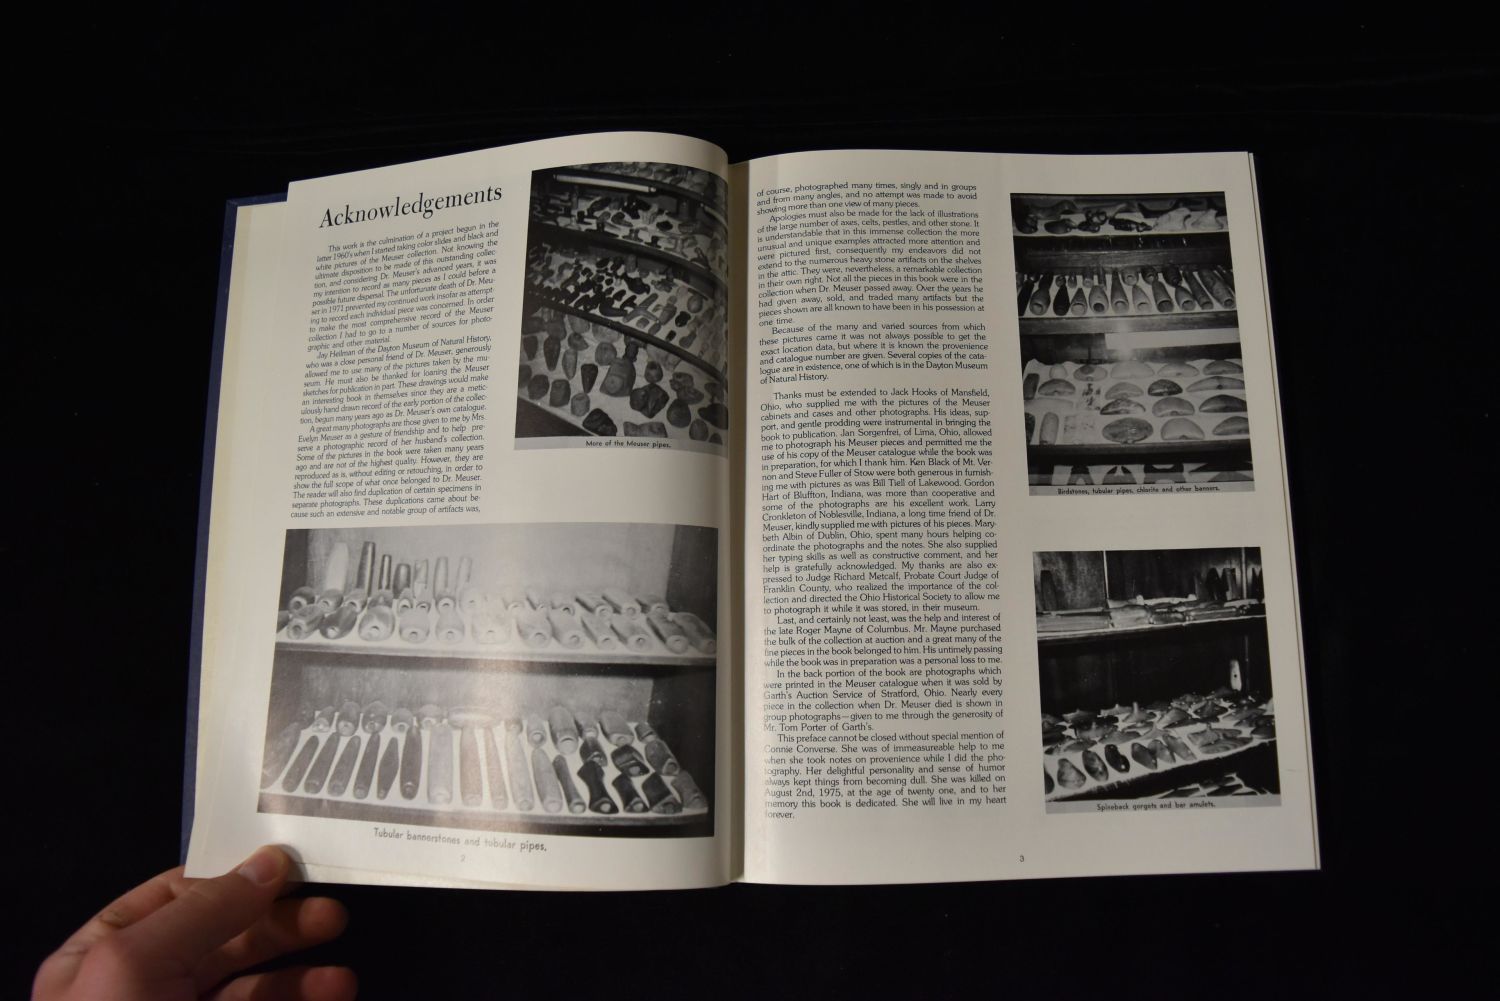 Acknowledgements
This work is the culmination of a project begun in the
latter 1960's when I started taking color slides and black and
white pictures of the Meuser collection. Not knowing the
ultimate disposition to be made of this outstanding collec-
tion, and considering Dr. Meuser's advanced years, it was
my intention to record as many pieces as I could before a
possible future dispersal. The unfortunate death of Dr. Meu-
ser in 1971 prevented my continued work insofar as attempt-
ing to record each individual piece was concerned. In order
to make the most comprehensive record of the Meuser
collection I had to go to a number of sources for photo-
graphic and other material.
Jay Heilman of the Dayton Museum of Natural History,
who was a close personal friend of Dr. Meuser, generously
allowed me to use many of the pictures taken by the mu-
seum. He must also be thanked for loaning the Meuser
sketches for publication in part. These drawings would make
an interesting book in themselves since they are a metic-
ulously hand drawn record of the early portion of the collec-
tion, begun many years ago as Dr. Meuser's own catalogue.
A great many photographs are those given to me by Mrs.
Evelyn Meuser as a gesture of friendship and to help pre-
serve a photographic record of her husband's collection.
Some of the pictures in the book were taken many years
ago and are not of the highest quality. However, they are
reproduced as is, without editing or retouching, in order to
show the full scope of what once belonged to Dr. Meuser.
The reader will also find duplication of certain specimens in
separate photographs. These duplications came about be-
cause such an extensive and notable group of artifacts was,
More of the Meuser pipes.
Tubular bannerstones and tubular pipes.
2
of course, photographed many times, singly and in groups
and from many angles, and no attempt was made to avoid
showing more than one view of many pieces.
Apologies must also be made for the lack of illustrations
of the large number of axes, celts, pestles, and other stone. It
is understandable that in this immense collection the more
unusual and unique examples attracted more attention and
were pictured first, consequently my endeavors did not
extend to the numerous heavy stone artifacts on the shelves
in the attic. They were, nevertheless, a remarkable collection
in their own right. Not all the pieces in this book were in the
collection when Dr. Meuser passed away. Over the years he
had given away, sold, and traded many artifacts but the
pieces shown are all known to have been in his possession at
one time.
Because of the many and varied sources from which
these pictures came it was not always possible to get the
exact location data, but where it is known the provenience
and catalogue number are given. Several copies of the cata-
logue are in existence, one of which is in the Dayton Museum
of Natural History.
Thanks must be extended to Jack Hooks of Mansfield,
Ohio, who supplied me with the pictures of the Meuser
cabinets and cases and other photographs. His ideas, sup-
port, and gentle prodding were instrumental in bringing the
book to publication. Jan Sorgenfrei, of Lima, Ohio, allowed
me to photograph his Meuser pieces and permitted me the
use of his copy of the Meuser catalogue while the book was
in preparation, for which I thank him. Ken Black of Mt. Ver-
non and Steve Fuller of Stow were both generous in furnish-
ing me with pictures as was Bill Tiell of Lakewood. Gordon
Hart of Bluffton, Indiana, was more than cooperative and
some of the photographs are his excellent work. Larry
Cronkleton of Noblesville, Indiana, a long time friend of Dr.
Meuser, kindly supplied me with pictures of his pieces. Mary-
beth Albin of Dublin, Ohio, spent many hours helping co-
ordinate the photographs and the notes. She also supplied
her typing skills as well as constructive comment, and her
help is gratefully acknowledged. My thanks are also ex-
pressed to Judge Richard Metcalf, Probate Court Judge of
Franklin County, who realized the importance of the col-
lection and directed the Ohio Historical Society to allow me
to photograph it while it was stored, in their museum.
Last, and certainly not least, was the help and interest of
the late Roger Mayne of Columbus. Mr. Mayne purchased
the bulk of the collection at auction and a great many of the
fine pieces in the book belonged to him. His untimely passing
while the book was in preparation was a personal loss to me.
In the back portion of the book are photographs which
were printed in the Meuser catalogue when it was sold by
Garth's Auction Service of Stratford, Ohio. Nearly every
piece in the collection when Dr. Meuser died is shown in
group photographs—given to me through the generosity of
Mr. Tom Porter of Garth's.
This preface cannot be closed without special mention of
Connie Converse. She was of immeasureable help to me
when she took notes on provenience while I did the pho-
tography. Her delightful personality and sense of humor
always kept things from becoming dull. She was killed on
August 2nd, 1975, at the age of twenty one, and to her
memory this book is dedicated. She will live in my heart
forever.
Birdstones, tubular pipes, chlorite and other banners.
Spineback gorgets and bar amulets.
3